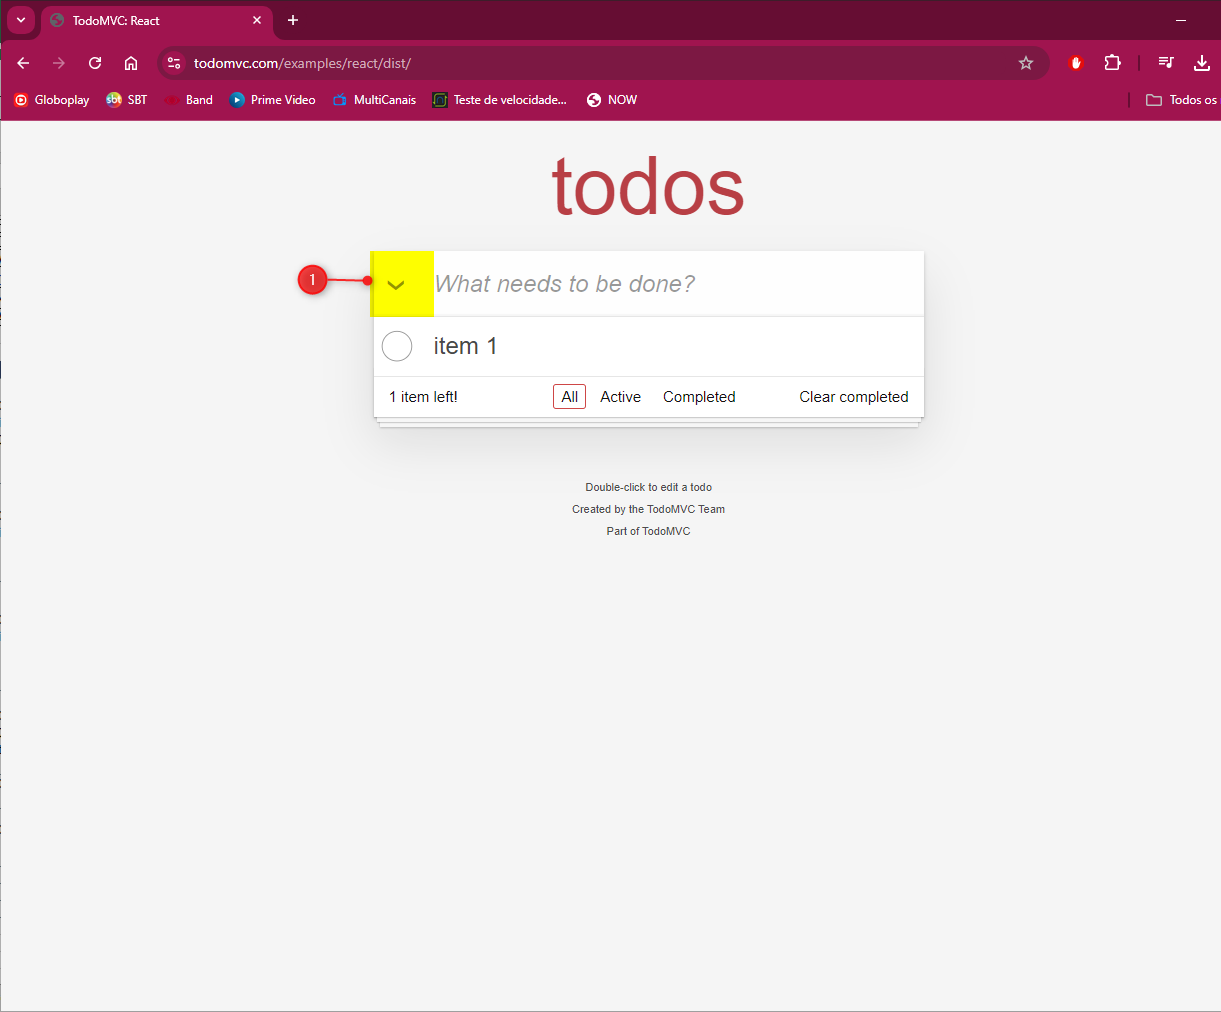 TodoMVC: React
todomvc.com/examples/react/dist/
Globoplay
SBT
Band
Prime Video
MultiCanais
Teste de velocidade...
NOW
Todos os
todos
1
What needs to be done?
item 1
1 item left!
All
Active
Completed
Clear completed
Double-click to edit a todo
Created by the TodoMVC Team
Part of TodoMVC